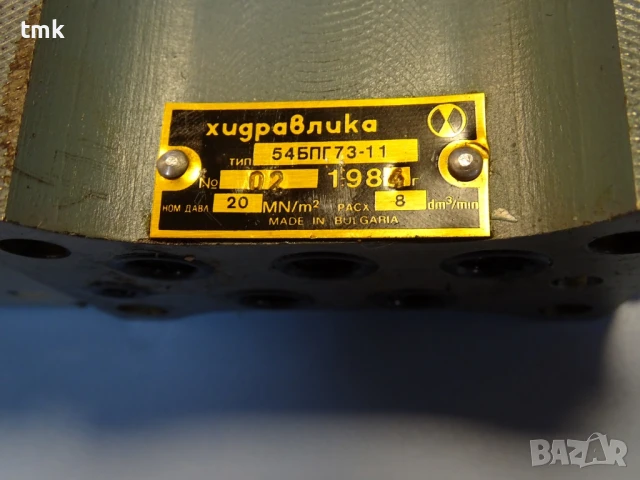 tmk
хидравлика
тип 54БПГ73-11
№ 02 1984 г
ном давл 20 MN/m² расх 8 dm³/min
MADE IN BULGARIA
BAZAR